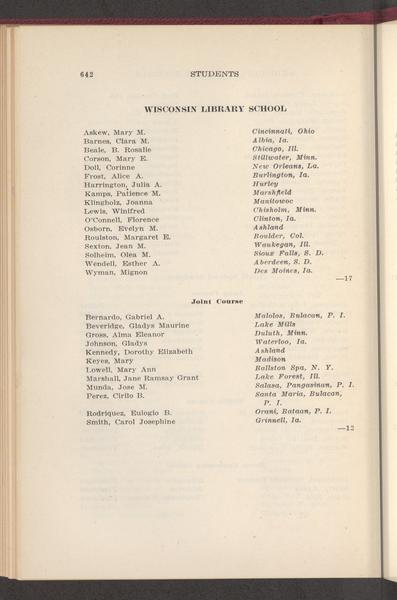 642 STUDENTS
WISCONSIN LIBRARY SCHOOL
Askew, Mary M. Cincinnati, Ohio
Barnes, Clara M. Albia, Ia.
Beale, B. Rosalie Chicago, Ill.
Corson, Mary E. Stillwater, Minn.
Doll, Corinne New Orleans, La.
Frost, Alice A. Burlington, Ia.
Harrington, Julia A. Hurley
Kamps, Patience M. Marshfield
Klingholz, Joanna Manitowoc
Lewis, Winifred Chisholm, Minn.
O'Connell, Florence Clinton, Ia.
Osborn, Evelyn M. Ashland
Roulston, Margaret E. Boulder, Col.
Sexton, Jean M. Waukegan, Ill.
Solheim, Olea M. Sioux Falls, S. D.
Wendell, Esther A. Aberdeen, S. D.
Wyman, Mignon Des Moines, Ia.
—17
Joint Course
Bernardo, Gabriel A. Malolos, Bulacan, P. I.
Beveridge, Gladys Maurine Lake Mills
Gross, Alma Eleanor Duluth, Minn.
Johnson, Gladys Waterloo, Ia.
Kennedy, Dorothy Elizabeth Ashland
Keyes, Mary Madison
Lowell, Mary Ann Ballston Spa, N. Y.
Marshall, Jane Ramsay Grant Lake Forest, Ill.
Munda, Jose M. Salasa, Pangasinan, P. I.
Perez, Cirilo B. Santa Maria, Bulacan,
P. I.
Rodriquez, Eulogio B. Orani, Bataan, P. I.
Smith, Carol Josephine Grinnell, Ia.
—12